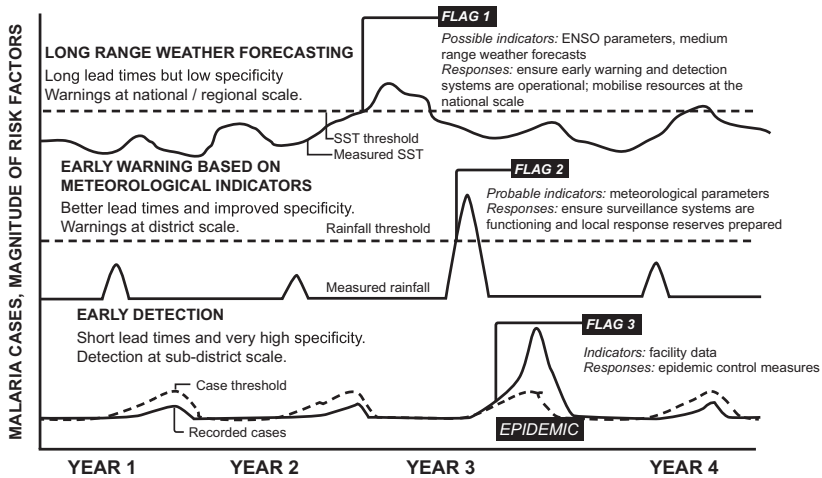 MALARIA CASES, MAGNITUDE OF RISK FACTORS
FLAG 1
LONG RANGE WEATHER FORECASTING
Long lead times but low specificity
Warnings at national / regional scale.
Possible indicators: ENSO parameters, medium
range weather forecasts
Responses: ensure early warning and detection
systems are operational; mobilise resources at the
national scale
SST threshold
Measured SST
EARLY WARNING BASED ON
METEOROLOGICAL INDICATORS
Better lead times and improved specificity.
Warnings at district scale.
FLAG 2
Probable indicators: meteorological parameters
Responses: ensure surveillance systems are
functioning and local response reserves prepared
Rainfall threshold
Measured rainfall
EARLY DETECTION
Short lead times and very high specificity.
Detection at sub-district scale.
FLAG 3
Indicators: facility data
Responses: epidemic control measures
Case threshold
Recorded cases
EPIDEMIC
YEAR 1
YEAR 2
YEAR 3
YEAR 4